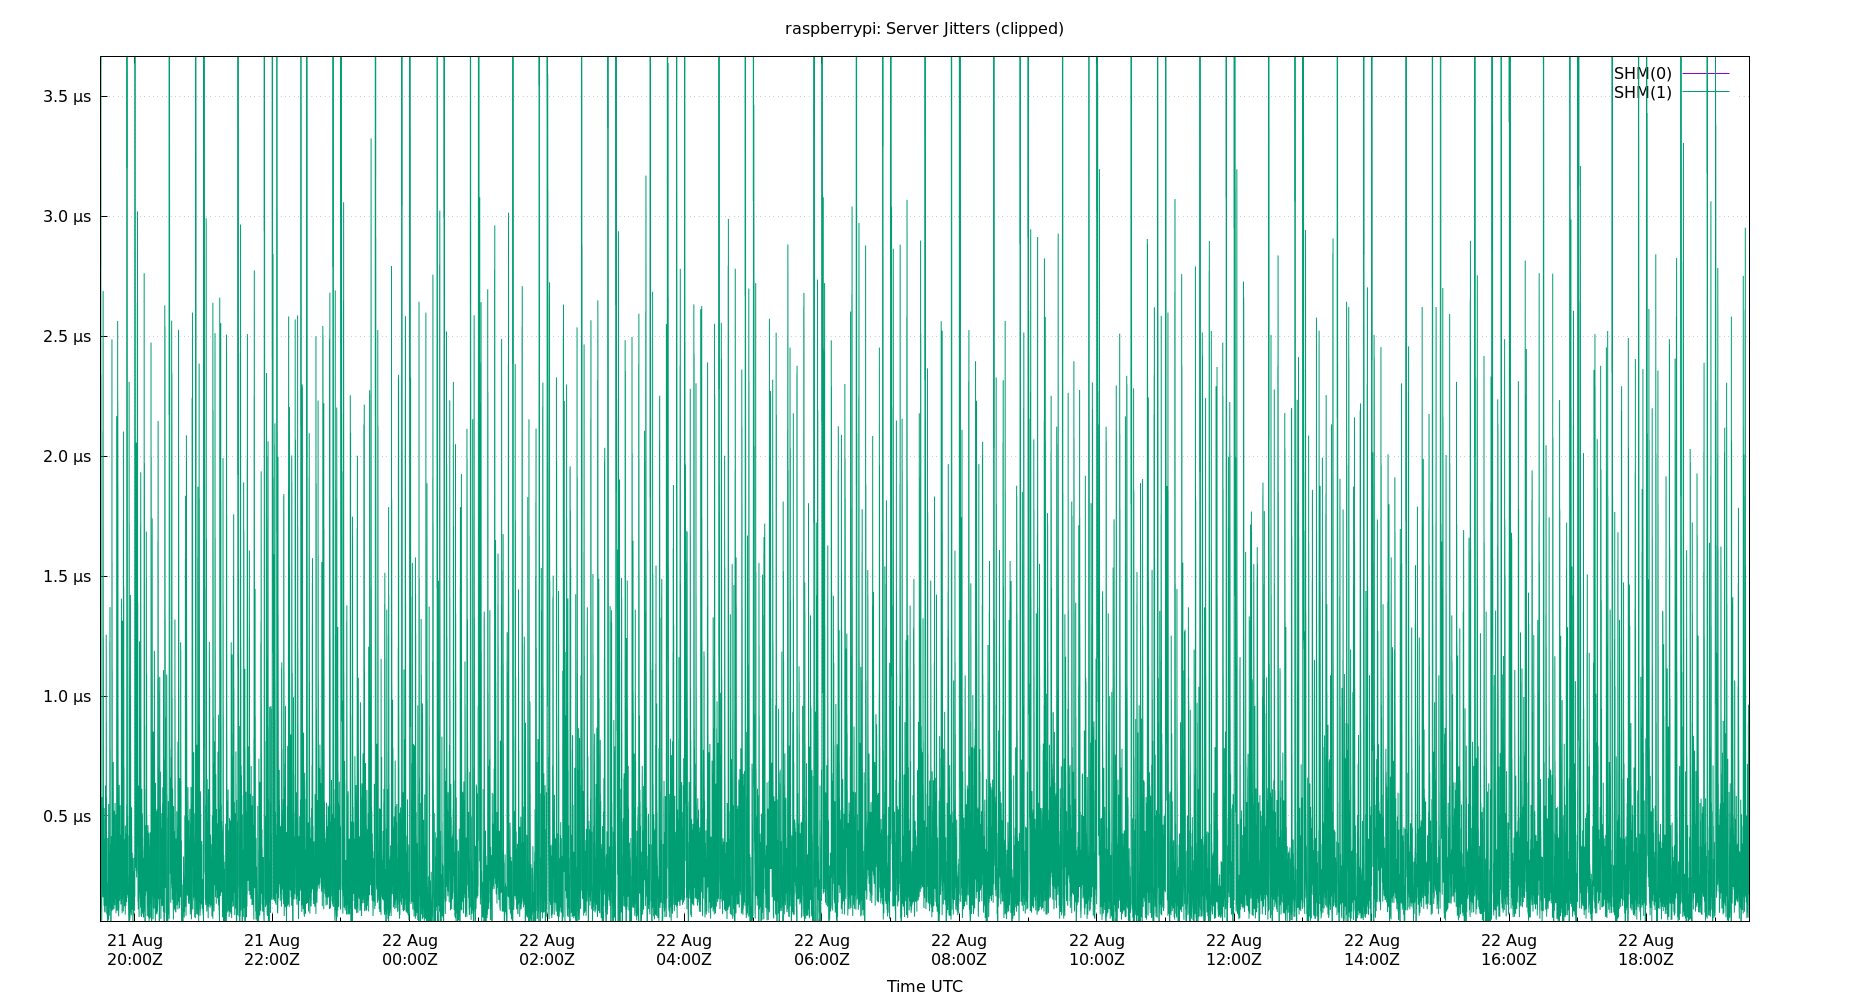 raspberrypi: Server Jitters (clipped)
SHM(0)
SHM(1)
3.5 µs
3.0 µs
2.5 µs
2.0 µs
1.5 µs
1.0 µs
0.5 µs
21 Aug 21 Aug 22 Aug 22 Aug 22 Aug 22 Aug 22 Aug 22 Aug 22 Aug 22 Aug 22 Aug 22 Aug
20:00Z 22:00Z 00:00Z 02:00Z 04:00Z 06:00Z 08:00Z 10:00Z 12:00Z 14:00Z 16:00Z 18:00Z
Time UTC